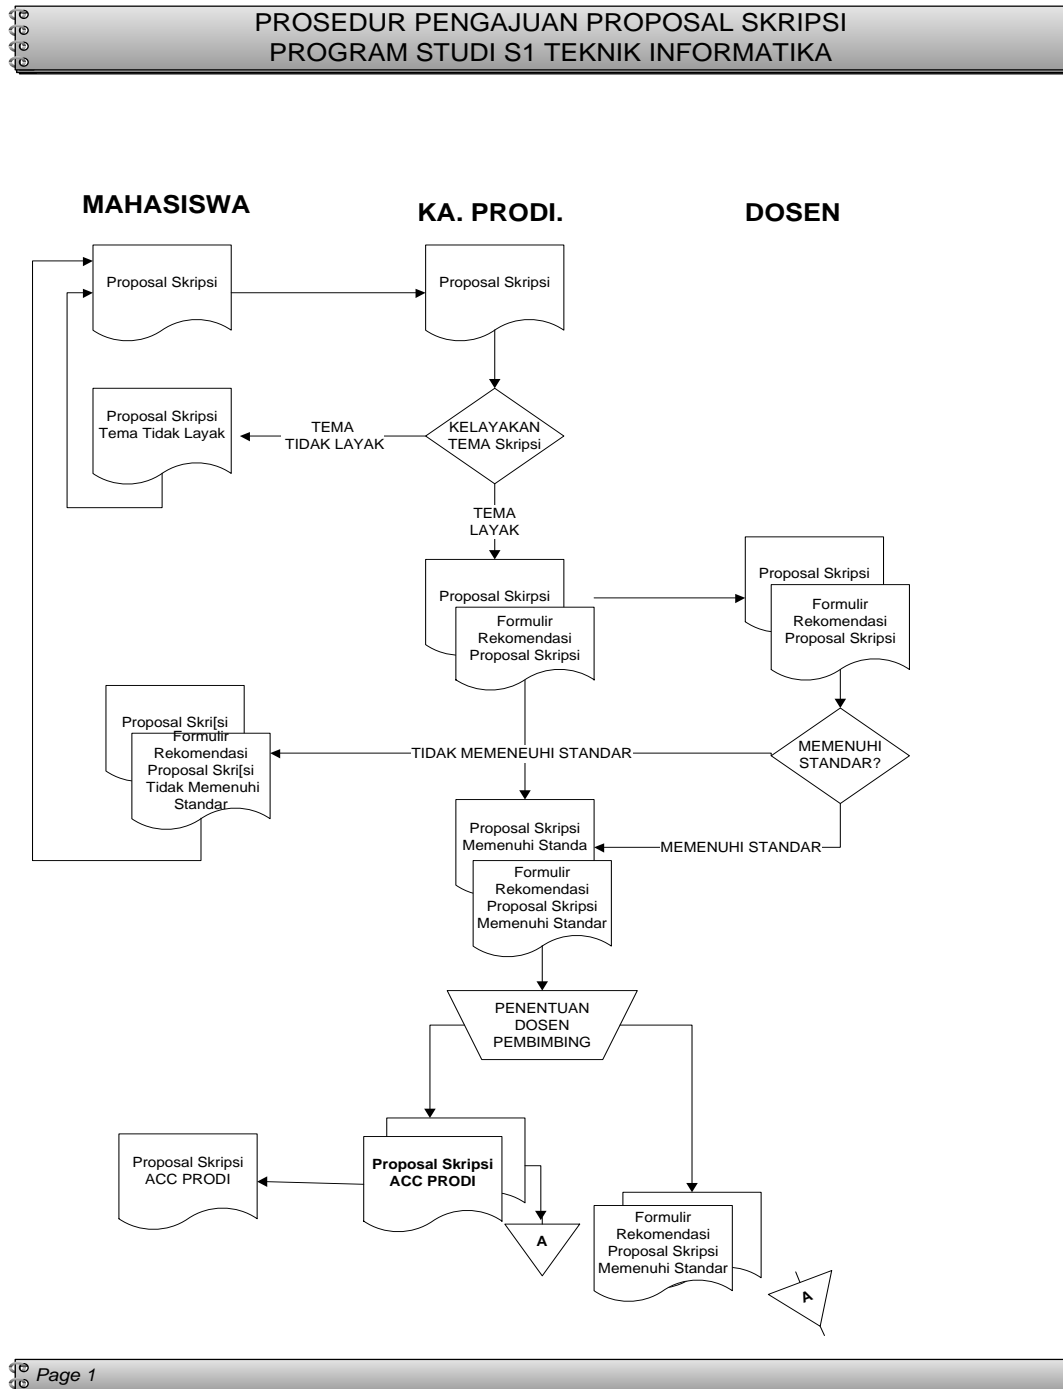 PROSEDUR PENGAJUAN PROPOSAL SKRIPSI
PROGRAM STUDI S1 TEKNIK INFORMATIKA
MAHASISWA
KA. PRODI.
DOSEN
Proposal Skripsi
Proposal Skripsi
Proposal Skripsi
Tema Tidak Layak
TEMA
TIDAK LAYAK
KELAYAKAN
TEMA Skripsi
TEMA
LAYAK
Proposal Skirpsi
Formulir
Rekomendasi
Proposal Skripsi
Proposal Skripsi
Formulir
Rekomendasi
Proposal Skripsi
Proposal Skri[si
Formulir
Rekomendasi
Proposal Skri[si
Tidak Memenuhi
Standar
TIDAK MEMENEUHI STANDAR
MEMENUHI
STANDAR?
Proposal Skripsi
Memenuhi Standa
MEMENUHI STANDAR
Formulir
Rekomendasi
Proposal Skripsi
Memenuhi Standar
PENENTUAN
DOSEN
PEMBIMBING
Proposal Skripsi
ACC PRODI
Proposal Skripsi
ACC PRODI
A
Formulir
Rekomendasi
Proposal Skripsi
Memenuhi Standar
A
Page 1